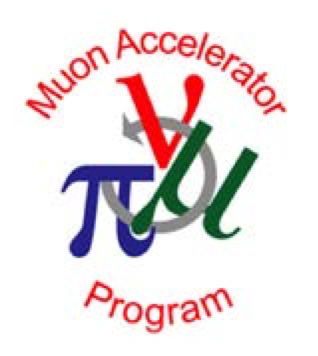 Muon Accelerator
ν
π μ
Program